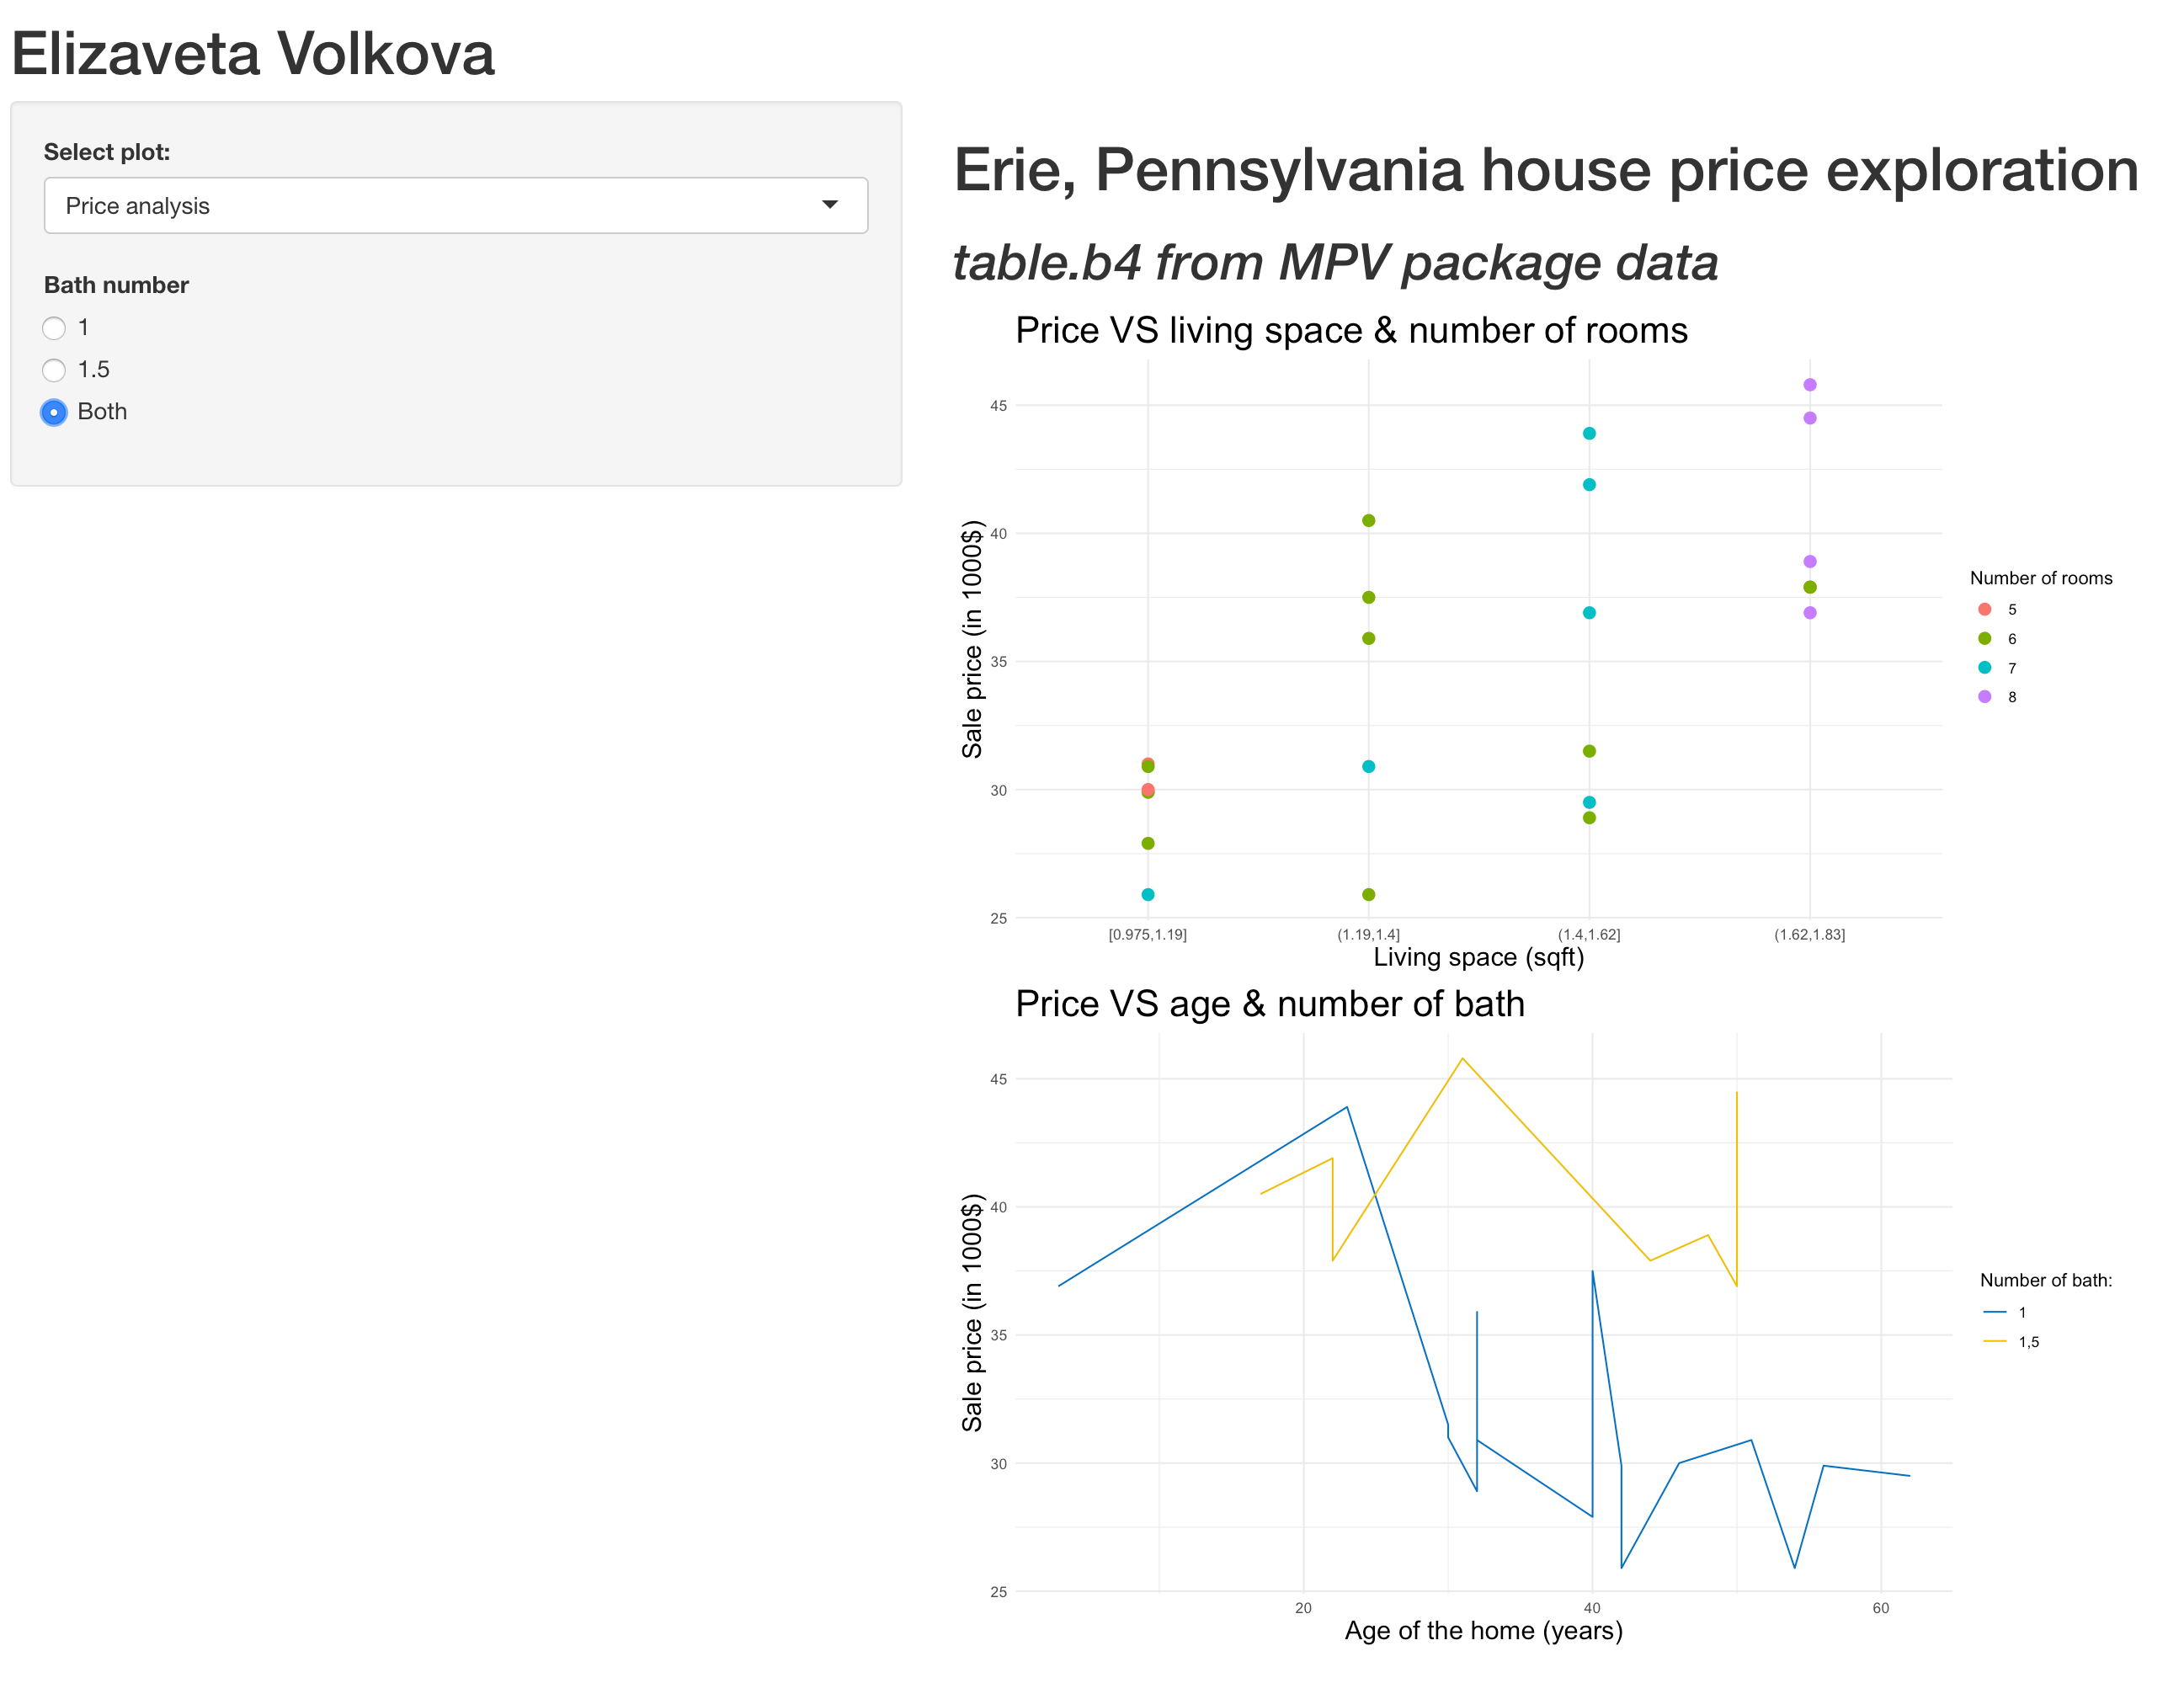 Elizaveta Volkova
Select plot:
Price analysis
Bath number
1
1.5
Both
Erie, Pennsylvania house price exploration
table.b4 from MPV package data
Price VS living space & number of rooms
Sale price (in 1000$)
45
40
35
30
25
[0.975,1.19]
(1.19,1.4]
(1.4,1.62]
(1.62,1.83]
Living space (sqft)
Number of rooms
5
6
7
8
Price VS age & number of bath
Sale price (in 1000$)
45
40
35
30
25
20
40
60
Age of the home (years)
Number of bath:
1
1,5